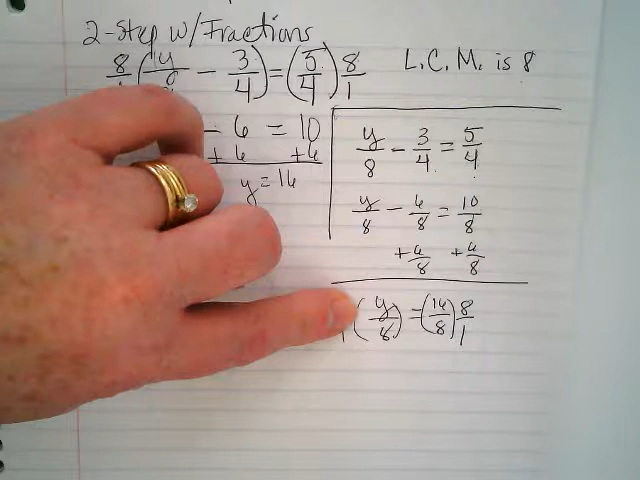 2-Step w/ Fractions
8/1 (y/8 - 3/4) = (5/4) 8/1
L.C.M. is 8
- 6 = 10
+ 6 +6
y = 16
y/8 - 3/4 = 5/4
y/8 - 6/8 = 10/8
+6/8 +6/8
(y/8) = (16/8) 8/1